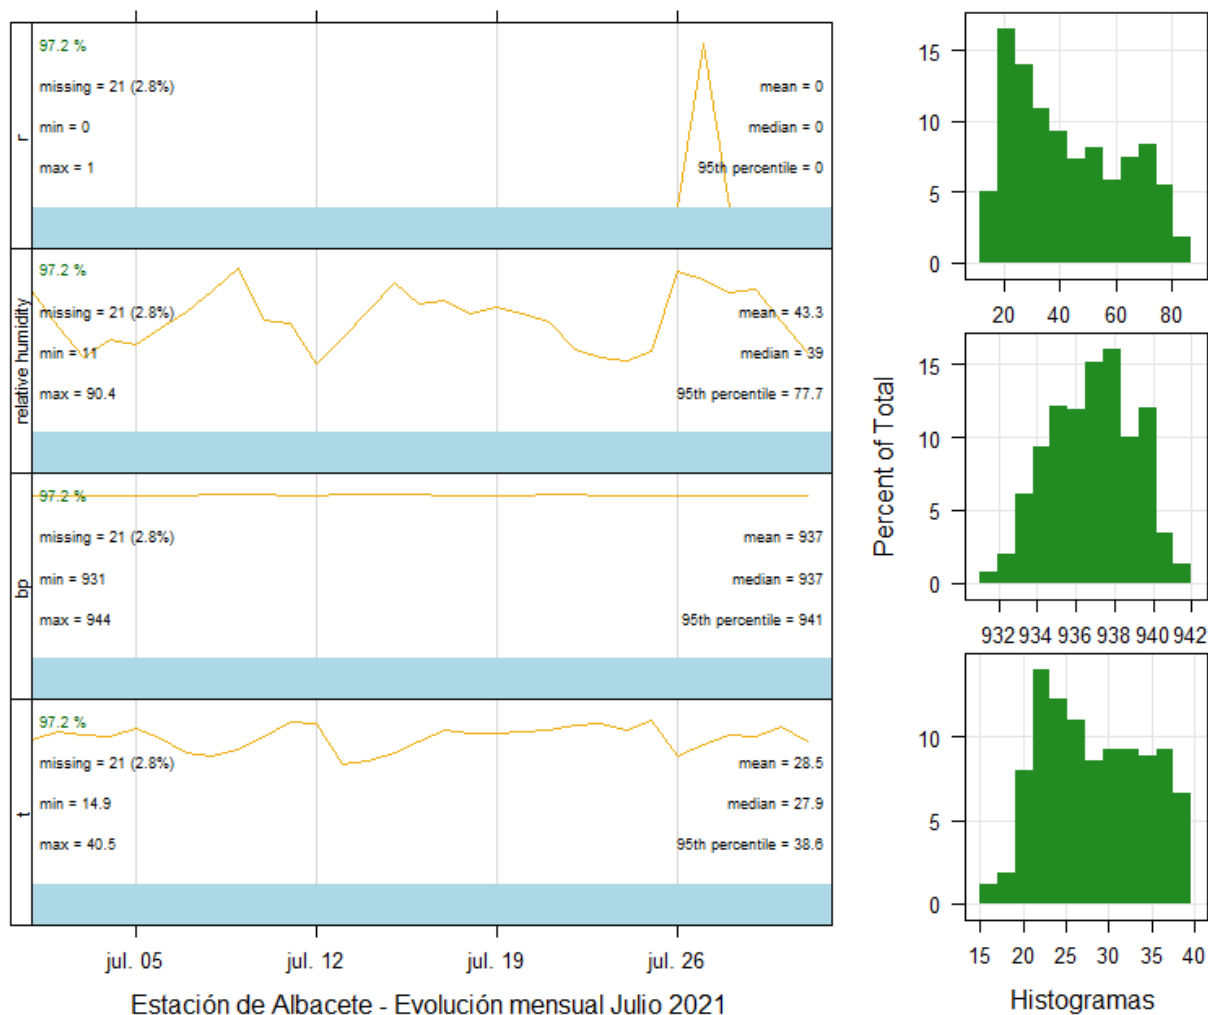 r
97.2 %
missing = 21 (2.8%)
min = 0
max = 1
mean = 0
median = 0
95th percentile = 0
relative humidity
97.2 %
missing = 21 (2.8%)
min = 11
max = 90.4
mean = 43.3
median = 39
95th percentile = 77.7
bp
97.2 %
missing = 21 (2.8%)
min = 931
max = 944
mean = 937
median = 937
95th percentile = 941
t
97.2 %
missing = 21 (2.8%)
min = 14.9
max = 40.5
mean = 28.5
median = 27.9
95th percentile = 38.6
jul. 05 jul. 12 jul. 19 jul. 26
Estación de Albacete - Evolución mensual Julio 2021
Percent of Total
15
10
5
0
20 40 60 80
15
10
5
0
932 934 936 938 940 942
10
5
0
15 20 25 30 35 40
Histogramas